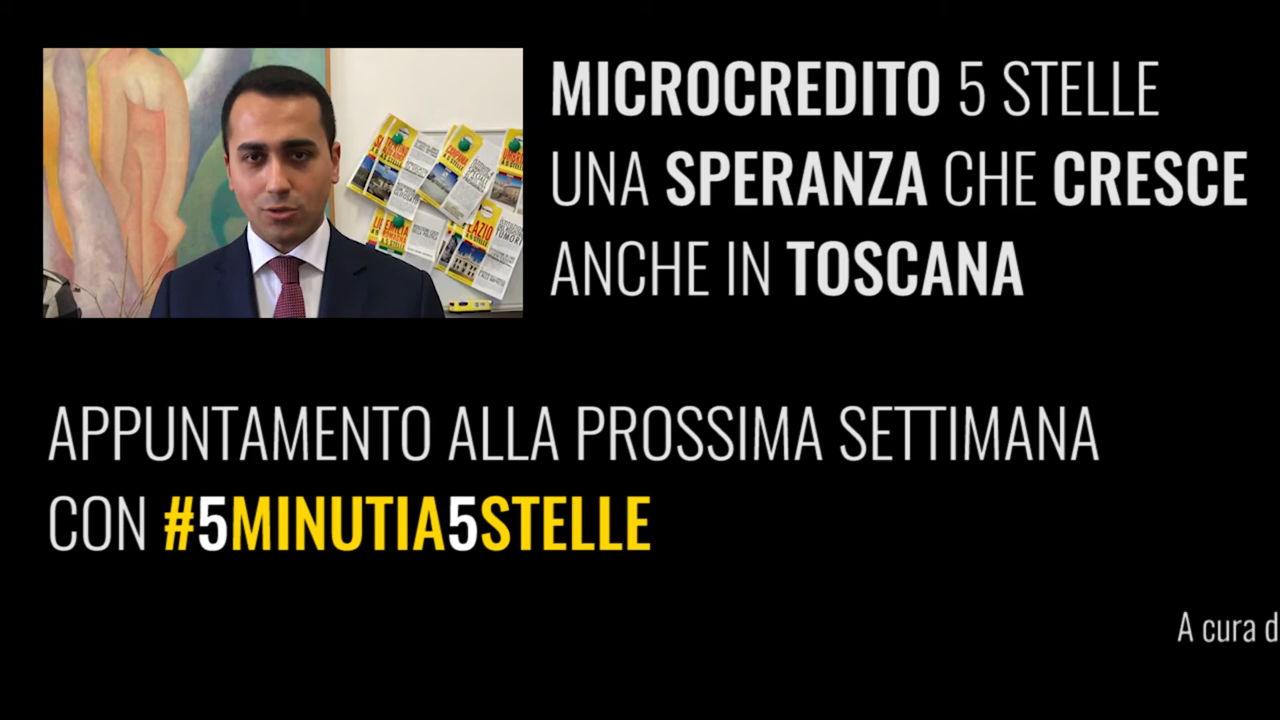 MICROCREDITO 5 STELLE
UNA SPERANZA CHE CRESCE
ANCHE IN TOSCANA
APPUNTAMENTO ALLA PROSSIMA SETTIMANA
CON #5MINUTIA5STELLE
A cura d